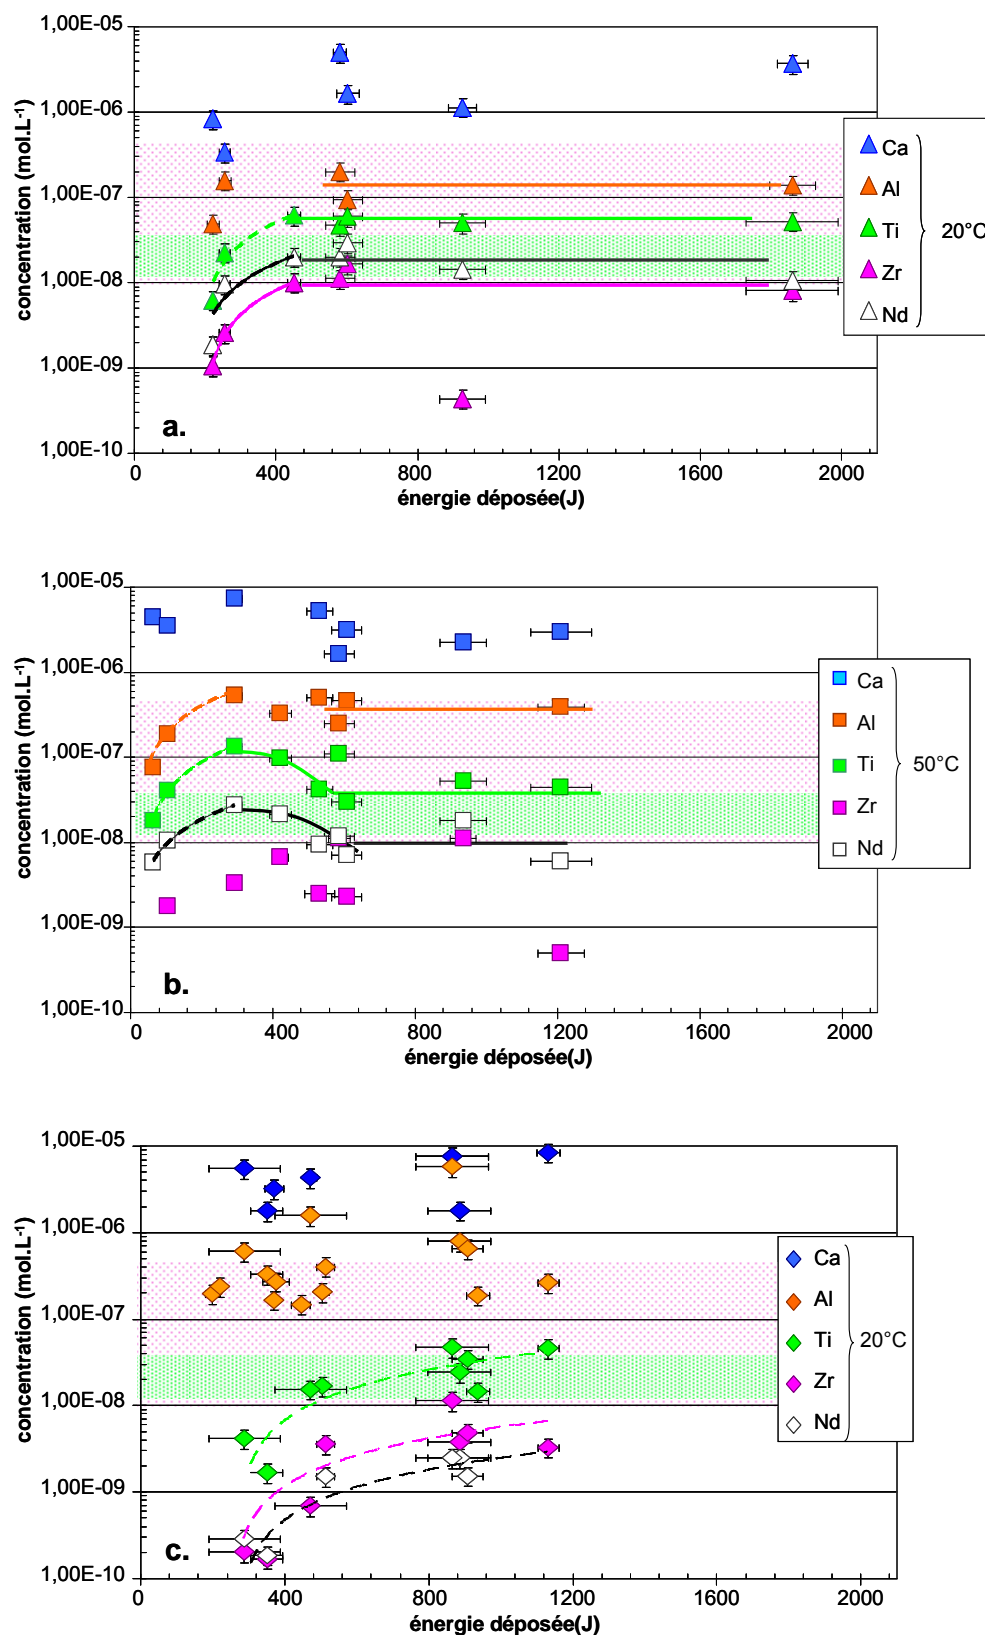 1,00E-05
1,00E-06
1,00E-07
1,00E-08
1,00E-09
1,00E-10
concentration (mol.L-1)
0 400 800 1200 1600 2000
énergie déposée(J)
a.
Ca
Al
Ti
Zr
Nd
20°C
1,00E-05
1,00E-06
1,00E-07
1,00E-08
1,00E-09
1,00E-10
concentration (mol.L-1)
0 400 800 1200 1600 2000
énergie déposée(J)
b.
Ca
Al
Ti
Zr
Nd
50°C
1,00E-05
1,00E-06
1,00E-07
1,00E-08
1,00E-09
1,00E-10
concentration (mol.L-1)
0 400 800 1200 1600 2000
énergie déposée(J)
c.
Ca
Al
Ti
Zr
Nd
20°C